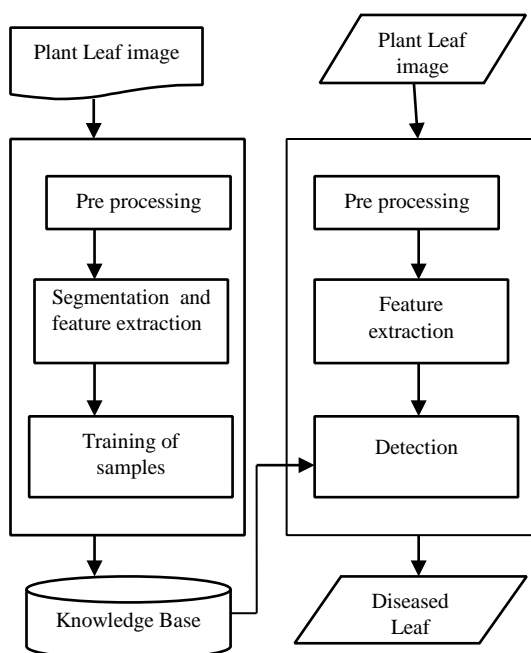 Plant Leaf image
Pre processing
Segmentation and
feature extraction
Training of
samples
Knowledge Base
Plant Leaf
image
Pre processing
Feature
extraction
Detection
Diseased
Leaf